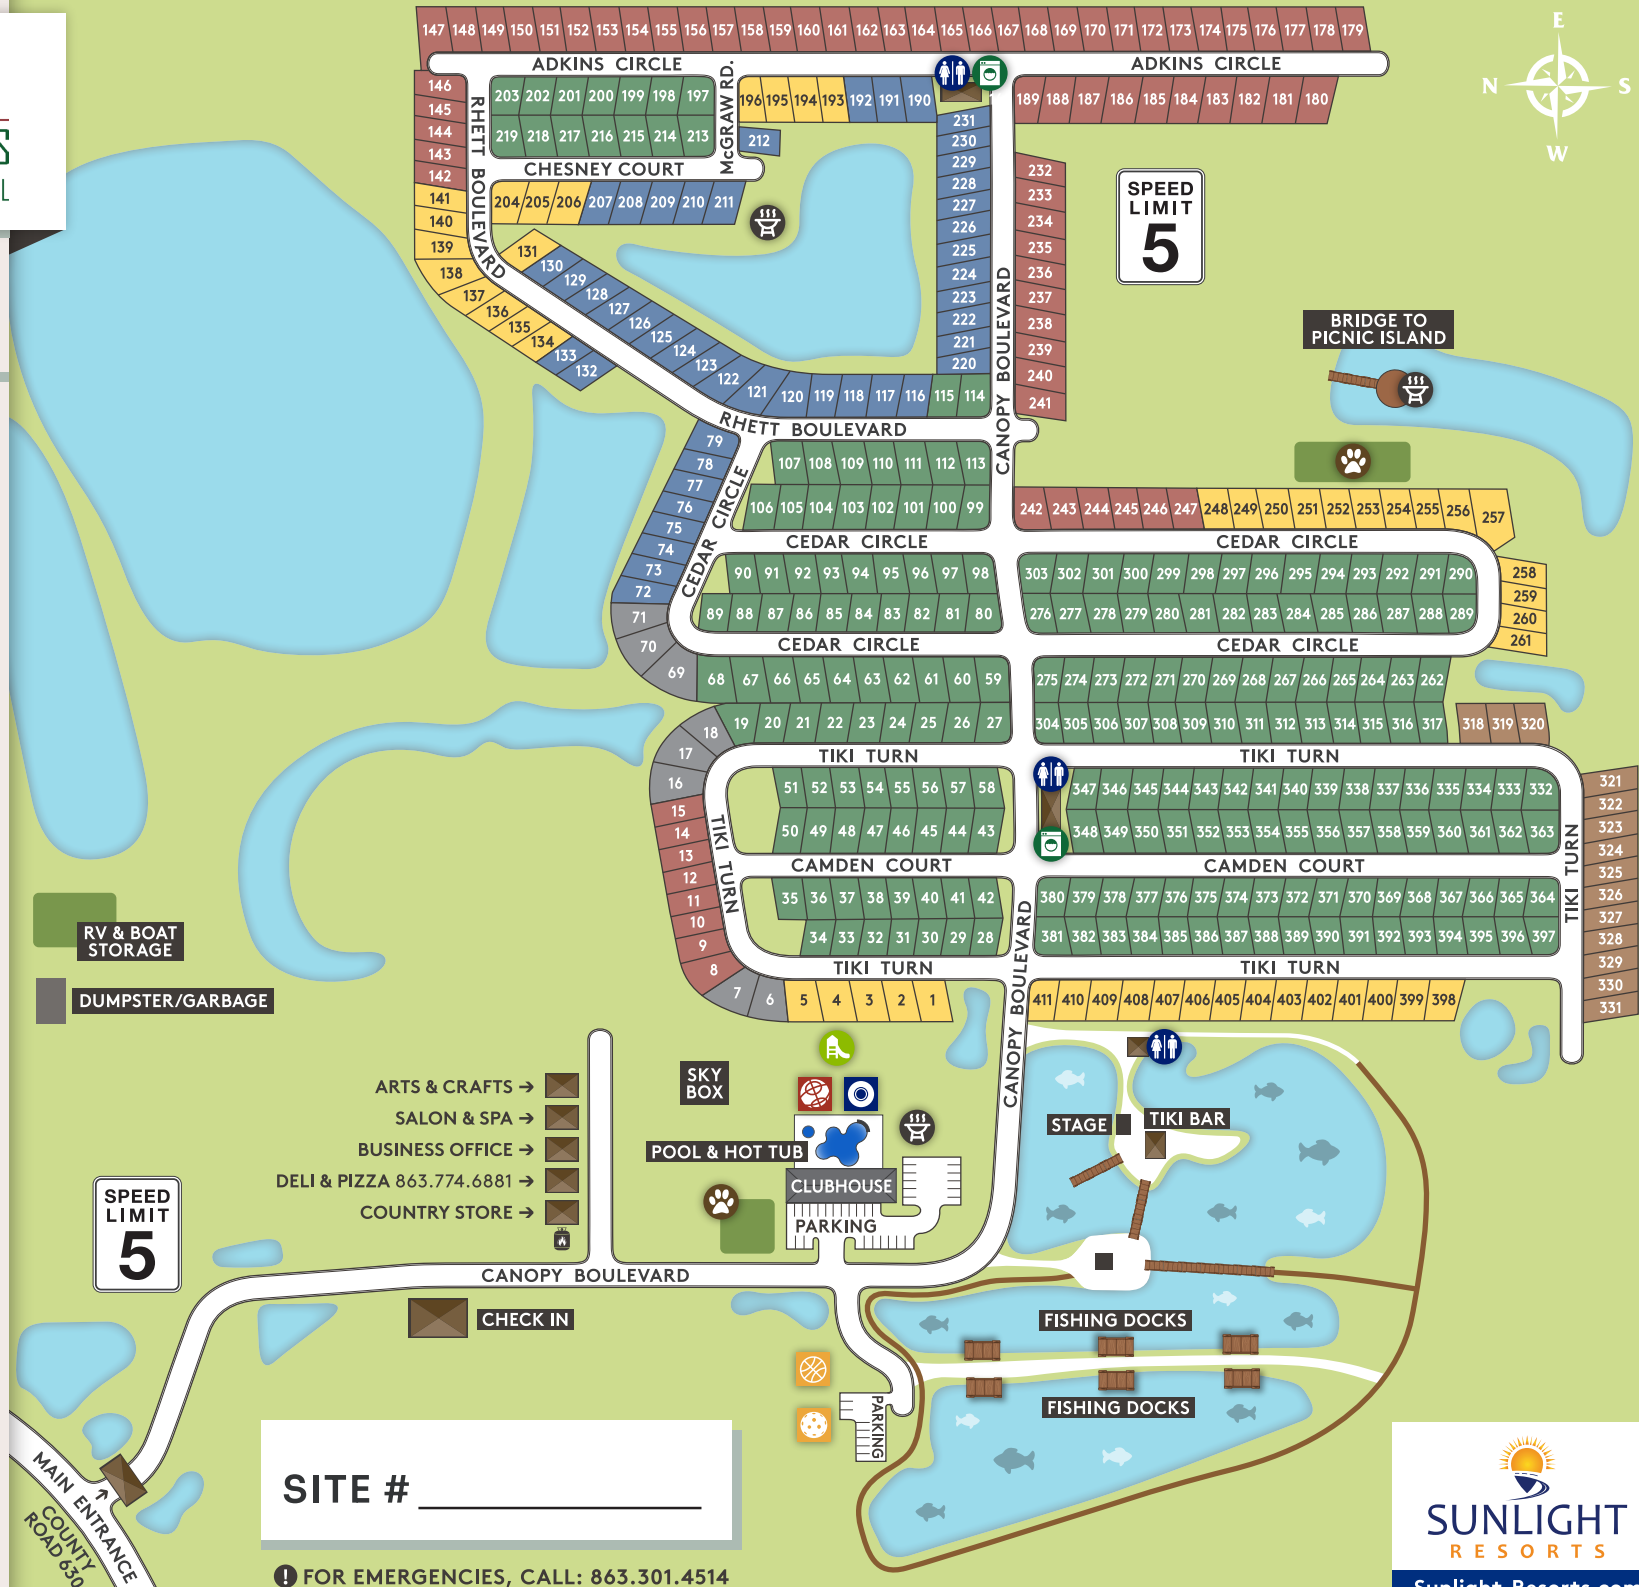 147 148 149 150 151 152 153 154 155 156 157 158 159 160 161 162 163 164 165 166 167 168 169 170 171 172 173 174 175 176 177 178 179
E
N S
W
ADKINS CIRCLE
ADKINS CIRCLE
146
145
144
143
142
141
140
139
138
137
136
135
134
133
132
RHETT BOULEVARD
203 202 201 200 199 198 197
219 218 217 216 215 214 213
McGRAW RD.
196 195 194 193 192 191 190
212
189 188 187 186 185 184 183 182 181 180
CHESNEY COURT
204 205 206 207 208 209 210 211
231
230
229
228
227
226
225
224
223
222
221
220
CANOPY BOULEVARD
232
233
234
235
236
237
238
239
240
241
SPEED
LIMIT
5
BRIDGE TO
PICNIC ISLAND
131
130
129
128
127
126
125
124
123
122
121
120 119 118 117 116 115 114
RHETT BOULEVARD
79
78
77
76
75
74
73
72
71
70
69
CEDAR CIRCLE
107 108 109 110 111 112 113
106 105 104 103 102 101 100 99
242 243 244 245 246 247 248 249 250 251 252 253 254 255 256 257
CEDAR CIRCLE
CEDAR CIRCLE
90 91 92 93 94 95 96 97 98
89 88 87 86 85 84 83 82 81 80
303 302 301 300 299 298 297 296 295 294 293 292 291 290
276 277 278 279 280 281 282 283 284 285 286 287 288 289
258
259
260
261
CEDAR CIRCLE
CEDAR CIRCLE
68 67 66 65 64 63 62 61 60 59
275 274 273 272 271 270 269 268 267 266 265 264 263 262
19 20 21 22 23 24 25 26 27
304 305 306 307 308 309 310 311 312 313 314 315 316 317
318 319 320
18
17
16
15
14
13
12
11
10
9
8
7
6
TIKI TURN
TIKI TURN
TIKI TURN
51 52 53 54 55 56 57 58
50 49 48 47 46 45 44 43
347 346 345 344 343 342 341 340 339 338 337 336 335 334 333 332
348 349 350 351 352 353 354 355 356 357 358 359 360 361 362 363
321
322
323
324
325
326
327
328
329
330
331
TIKI TURN
CAMDEN COURT
CAMDEN COURT
35 36 37 38 39 40 41 42
34 33 32 31 30 29 28
380 379 378 377 376 375 374 373 372 371 370 369 368 367 366 365 364
381 382 383 384 385 386 387 388 389 390 391 392 393 394 395 396 397
CANOPY BOULEVARD
TIKI TURN
TIKI TURN
5 4 3 2 1
411 410 409 408 407 406 405 404 403 402 401 400 399 398
CANOPY BOULEVARD
RV & BOAT
STORAGE
DUMPSTER/GARBAGE
ARTS & CRAFTS →
SALON & SPA →
BUSINESS OFFICE →
DELI & PIZZA 863.774.6881 →
COUNTRY STORE →
SKY
BOX
POOL & HOT TUB
CLUBHOUSE
PARKING
STAGE
TIKI BAR
SPEED
LIMIT
5
CANOPY BOULEVARD
CHECK IN
FISHING DOCKS
FISHING DOCKS
PARKING
MAIN ENTRANCE
COUNTY
ROAD 630
SITE #
! FOR EMERGENCIES, CALL: 863.301.4514
SUNLIGHT
RESORTS